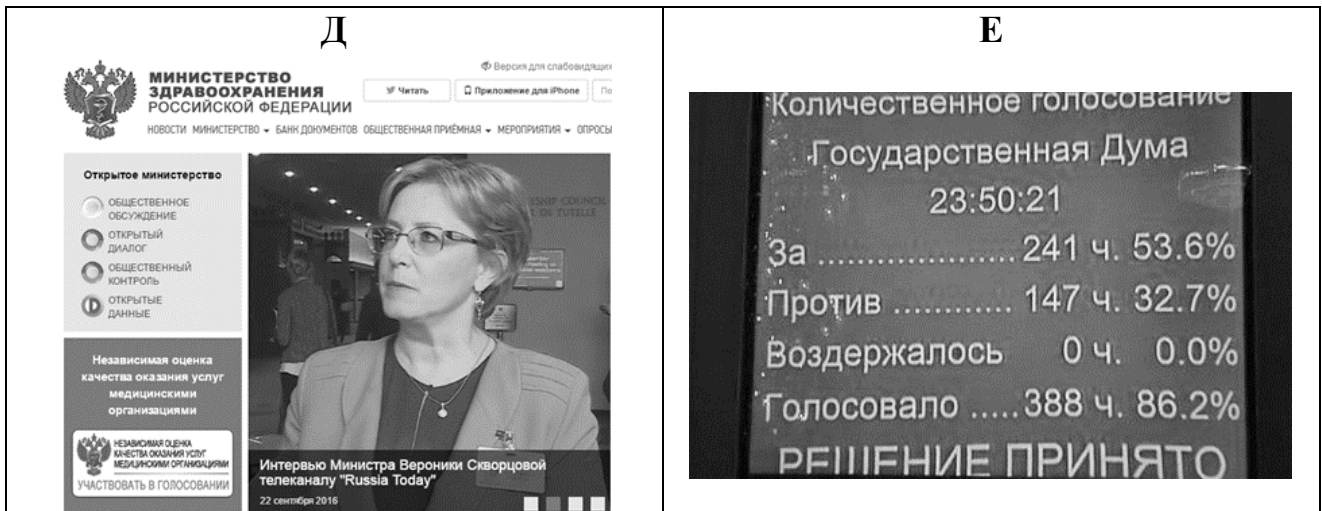 Д
Версия для слабовидящих
МИНИСТЕРСТВО
ЗДРАВООХРАНЕНИЯ
РОССИЙСКОЙ ФЕДЕРАЦИИ
Читать
Приложение для iPhone
По
НОВОСТИ МИНИСТЕРСТВО БАНК ДОКУМЕНТОВ ОБЩЕСТВЕННАЯ ПРИЁМНАЯ МЕРОПРИЯТИЯ ОПРОСЫ
Открытое министерство
ОБЩЕСТВЕННОЕ
ОБСУЖДЕНИЕ
ОТКРЫТЫЙ
ДИАЛОГ
ОБЩЕСТВЕННЫЙ
КОНТРОЛЬ
ОТКРЫТЫЕ
ДАННЫЕ
Независимая оценка
качества оказания услуг
медицинскими
организациями
НЕЗАВИСИМАЯ ОЦЕНКА
КАЧЕСТВА ОКАЗАНИЯ УСЛУГ
МЕДИЦИНСКИМИ ОРГАНИЗАЦИЯМИ
УЧАСТВОВАТЬ В ГОЛОСОВАНИИ
COUNCIL
DE TUTELLE
Интервью Министра Вероники Скворцовой
телеканалу "Russia Today"
22 сентября 2016
Е
Количественное голосование
Государственная Дума
23:50:21
За ................... 241 ч. 53.6%
Против ............ 147 ч. 32.7%
Воздержалось 0 ч. 0.0%
Голосовало ..... 388 ч. 86.2%
РЕШЕНИЕ ПРИНЯТО